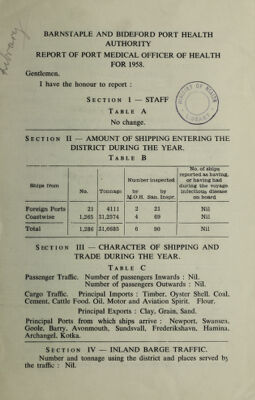 Library
BARNSTAPLE AND BIDEFORD PORT HEALTH
AUTHORITY
REPORT OF PORT MEDICAL OFFICER OF HEALTH
FOR 1958.
Gentlemen,
I have the honour to report :
SECTION I — STAFF
TABLE A
No change.
LIBRARY
SECTION II — AMOUNT OF SHIPPING ENTERING THE
DISTRICT DURING THE YEAR.
TABLE B
Ships from No. Tonnage Number inspected by M.O.H. by San. Inspr. No. of ships reported as having, or having had during the voyage infectious disease on board
Foreign Ports 21 4111 2 21 Nil
Coastwise 1,265 31,2574 4 69 Nil
Total 1,286 31,6685 6 90 Nil
SECTION III — CHARACTER OF SHIPPING AND
TRADE DURING THE YEAR.
TABLE C
Passenger Traffic. Number of passengers Inwards : Nil.
Number of passengers Outwards : Nil.
Cargo Traffic. Principal Imports : Timber, Oyster Shell, Coal,
Cement, Cattle Food, Oil, Motor and Aviation Spirit. Flour.
Principal Exports : Clay, Grain, Sand.
Principal Ports from which ships arrive : Newport, Swansea,
Goole, Barry, Avonmouth, Sundsvall, Frederikshavn, Hamina,
Archangel, Kotka.
SECTION IV — INLAND BARGE TRAFFIC.
Number and tonnage using the district and places served by
the traffic : Nil.